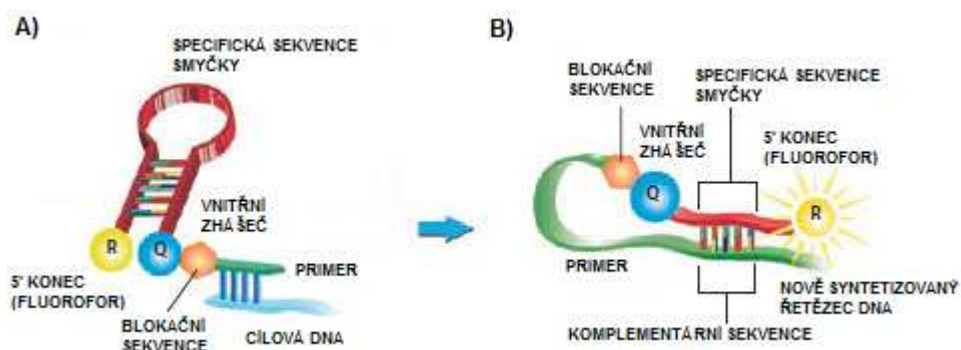 A)
SPECIFICKÁ SEKVENCE
SMYČKY
VNITŘNÍ
ZHÁŠEČ
R
Q
5' KONEC
(FLUOROFOR)
PRIMER
BLOKAČNÍ
SEKVENCE
CÍLOVÁ DNA
B)
BLOKAČNÍ
SEKVENCE
SPECIFICKÁ SEKVENCE
SMYČKY
VNITŘNÍ
ZHÁŠEČ
5' KONEC
(FLUOROFOR)
Q
R
PRIMER
NOVĚ SYNTETIZOVANÝ
ŘETĚZEC DNA
KOMPLEMENTÁRNÍ SEKVENCE